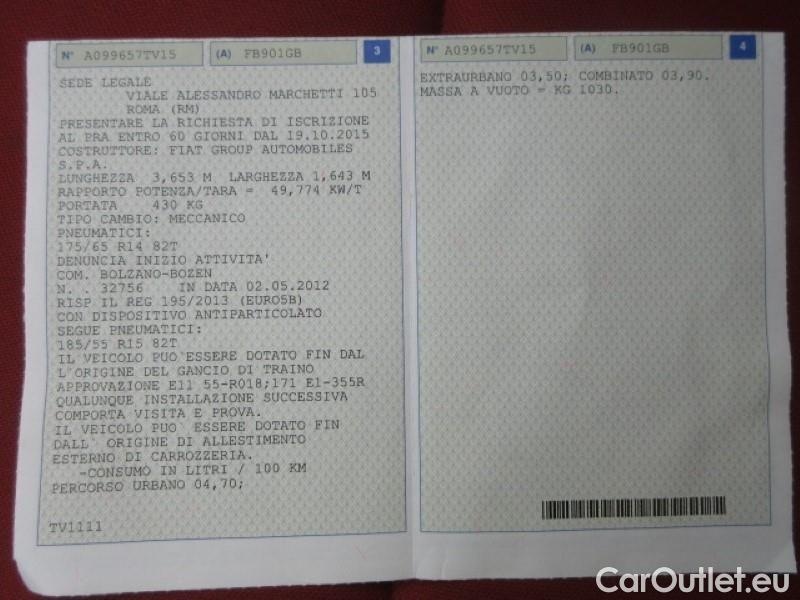 N° A099657TV15 (A) FB901GB 3
SEDE LEGALE
VIALE ALESSANDRO MARCHETTI 105
ROMA (RM)
PRESENTARE LA RICHIESTA DI ISCRIZIONE
AL PRA ENTRO 60 GIORNI DAL 19.10.2015
COSTRUTTORE: FIAT GROUP AUTOMOBILES
S.P.A.
LUNGHEZZA 3,653 M LARGHEZZA 1,643 M
RAPPORTO POTENZA/TARA = 49,774 KW/T
PORTATA 430 KG
TIPO CAMBIO: MECCANICO
PNEUMATICI:
175/65 R14 82T
DENUNCIA INIZIO ATTIVITA'
COM. BOLZANO-BOZEN
N. . 32756 IN DATA 02.05.2012
RISP IL REG 195/2013 (EURO5B)
CON DISPOSITIVO ANTIPARTICOLATO
SEGUE PNEUMATICI:
185/55 R15 82T
IL VEICOLO PUO`ESSERE DOTATO FIN DAL
L'ORIGINE DEL GANCIO DI TRAINO
APPROVAZIONE E11 55-R018;171 E1-355R
QUALUNQUE INSTALLAZIONE SUCCESSIVA
COMPORTA VISITA E PROVA.
IL VEICOLO PUO` ESSERE DOTATO FIN
DALL` ORIGINE DI ALLESTIMENTO
ESTERNO DI CARROZZERIA.
-CONSUMO IN LITRI / 100 KM
PERCORSO URBANO 04,70;
TV1111
N° A099657TV15 (A) FB901GB 4
EXTRAURBANO 03,50; COMBINATO 03,90.
MASSA A VUOTO = KG 1030.
CarOutlet.eu